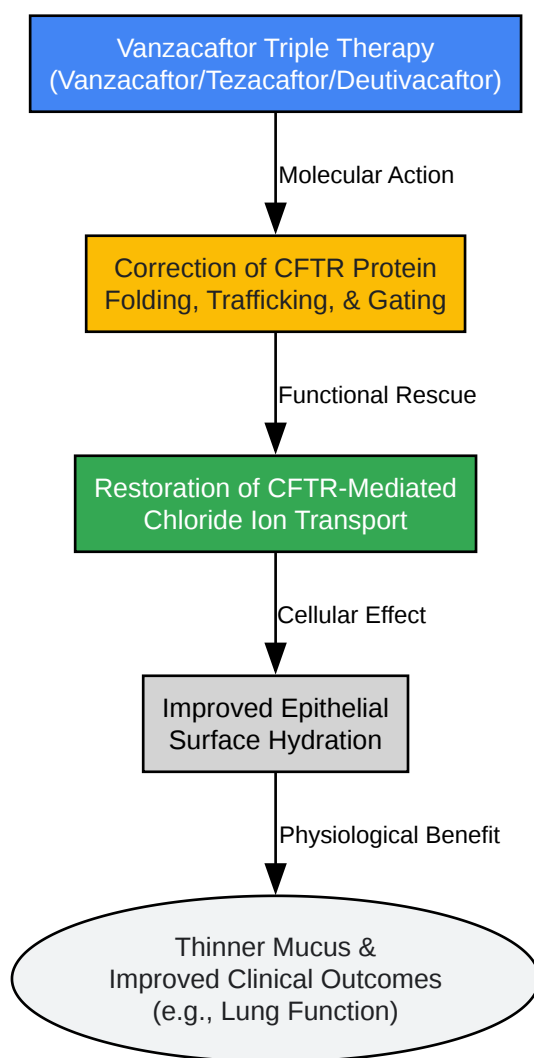 Vanzacaftor Triple Therapy
(Vanzacaftor/Tezacaftor/Deutivacaftor)
Molecular Action
Correction of CFTR Protein
Folding, Trafficking, & Gating
Functional Rescue
Restoration of CFTR-Mediated
Chloride Ion Transport
Cellular Effect
Improved Epithelial
Surface Hydration
Physiological Benefit
Thinner Mucus &
Improved Clinical Outcomes
(e.g., Lung Function)